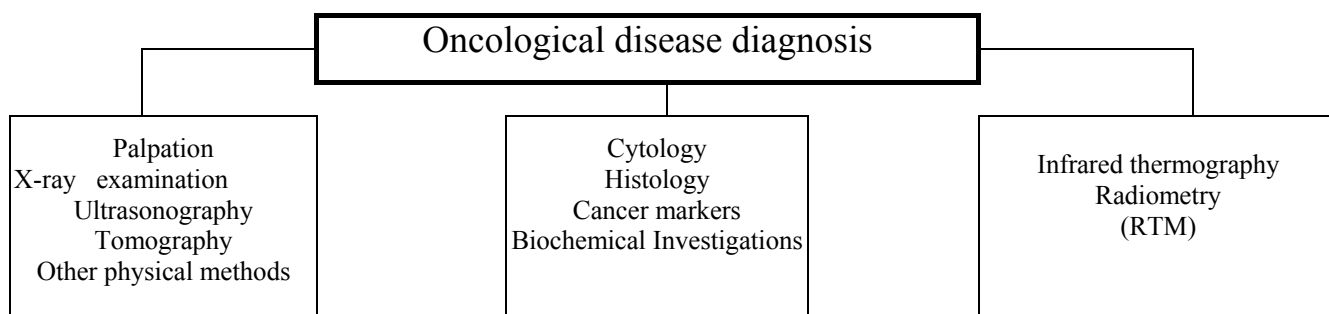 Oncological disease diagnosis
Palpation
X-ray examination
Ultrasonography
Tomography
Other physical methods
Cytology
Histology
Cancer markers
Biochemical Investigations
Infrared thermography
Radiometry
(RTM)